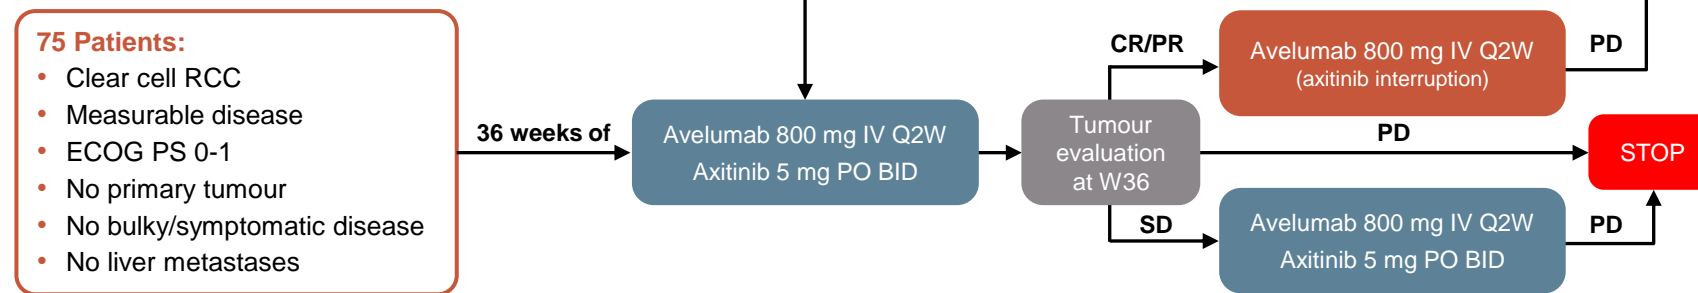 75 Patients:
• Clear cell RCC
• Measurable disease
• ECOG PS 0-1
• No primary tumour
• No bulky/symptomatic disease
• No liver metastases
36 weeks of
Avelumab 800 mg IV Q2W
Axitinib 5 mg PO BID
Tumour
evaluation
at W36
CR/PR
Avelumab 800 mg IV Q2W
(axitinib interruption)
PD
PD
STOP
SD
Avelumab 800 mg IV Q2W
Axitinib 5 mg PO BID
PD